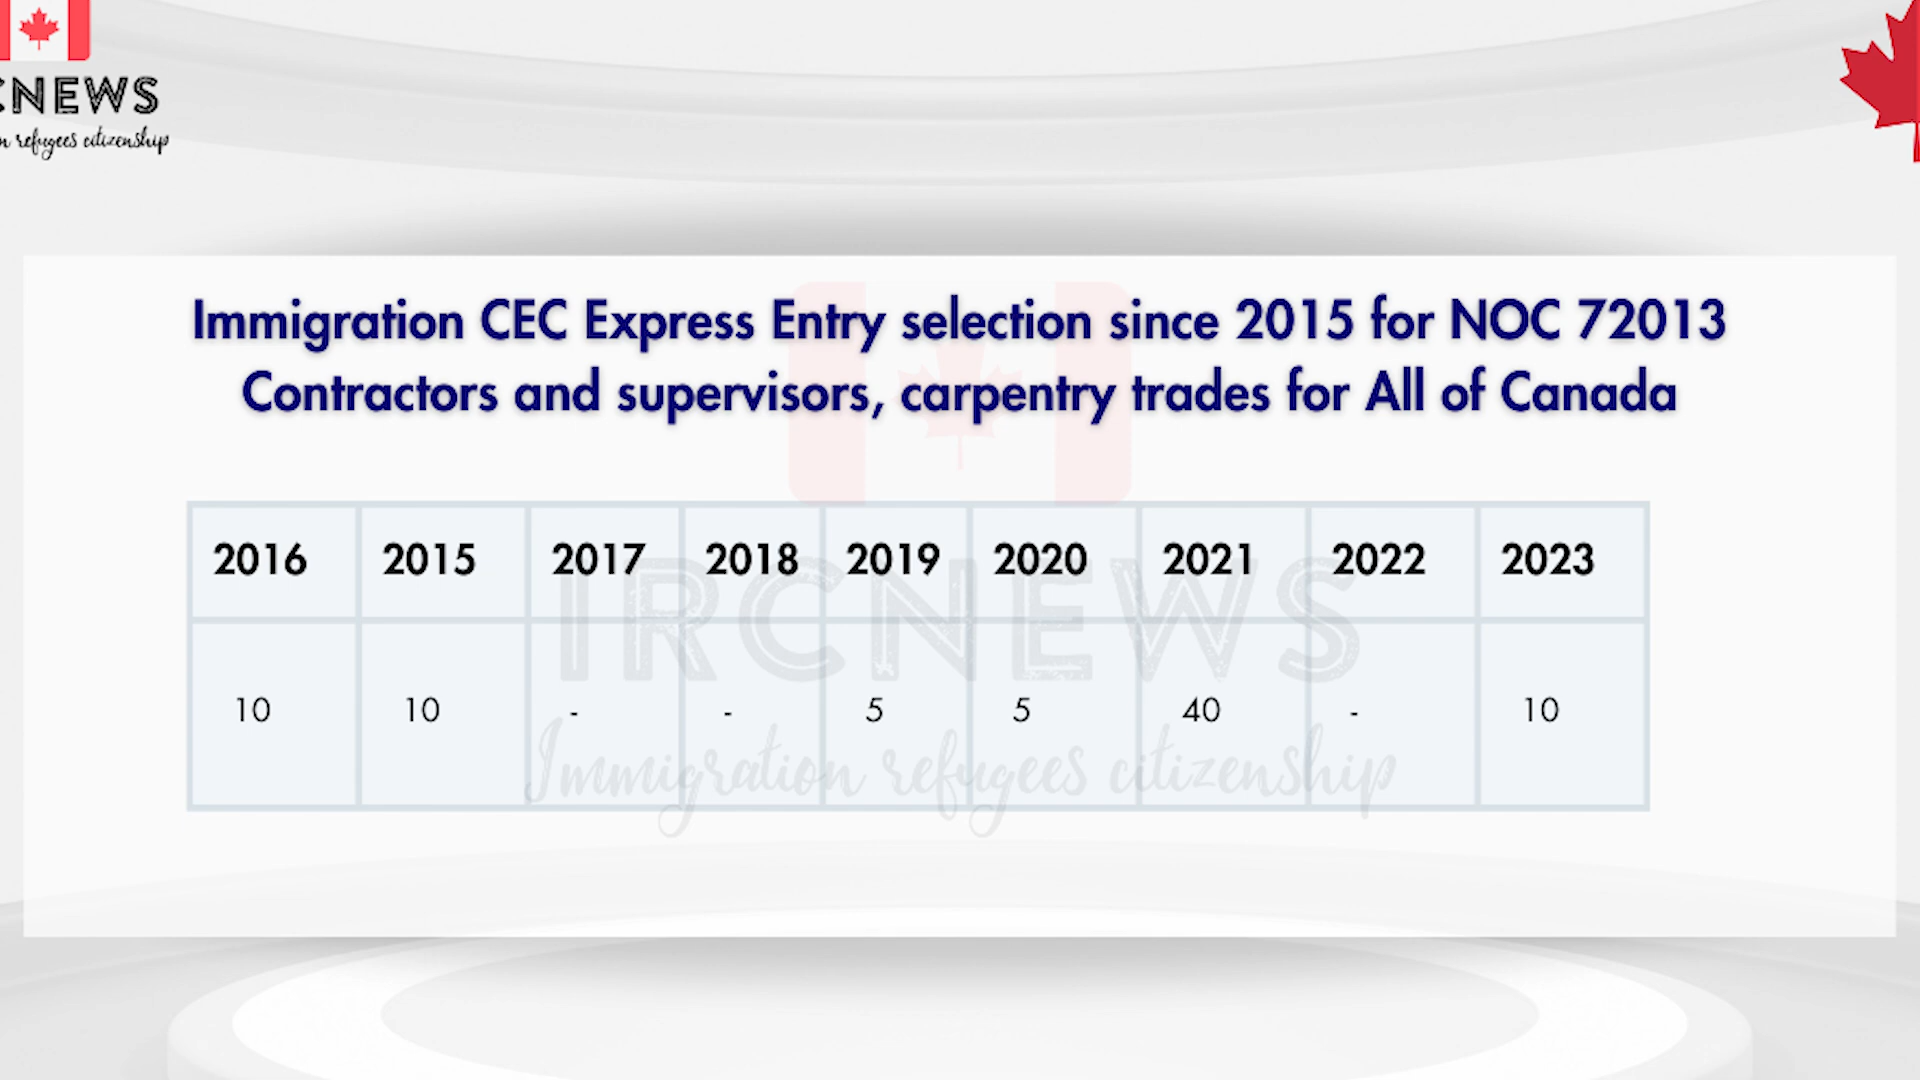 CNEWS
n refugees citizenship
Immigration CEC Express Entry selection since 2015 for NOC 72013
Contractors and supervisors, carpentry trades for All of Canada
2016 2015 2017 2018 2019 2020 2021 2022 2023
10 10 - - 5 5 40 - 10
IRCNEWS
Immigration refugees citizenship